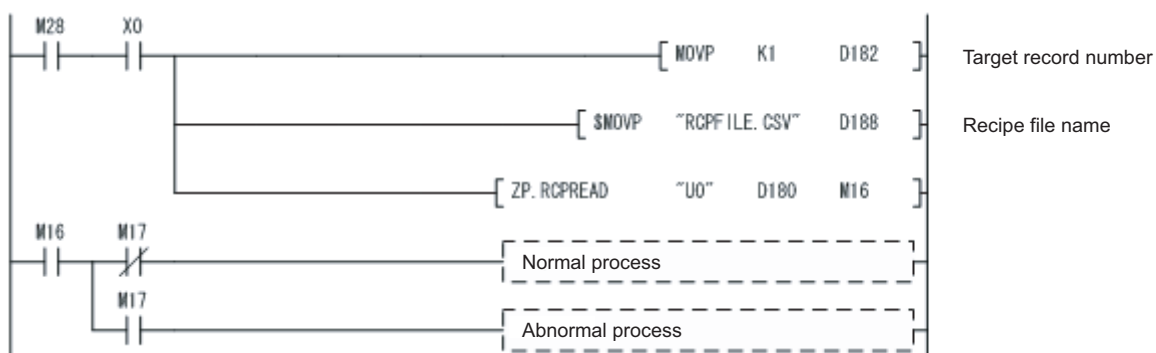 M28 X0
[ MOVP K1 D182 ] Target record number
[ $MOVP "RCPFILE.CSV" D188 ] Recipe file name
[ ZP.RCPREAD "U0" D180 M16 ]
M16 M17
Normal process
M17
Abnormal process